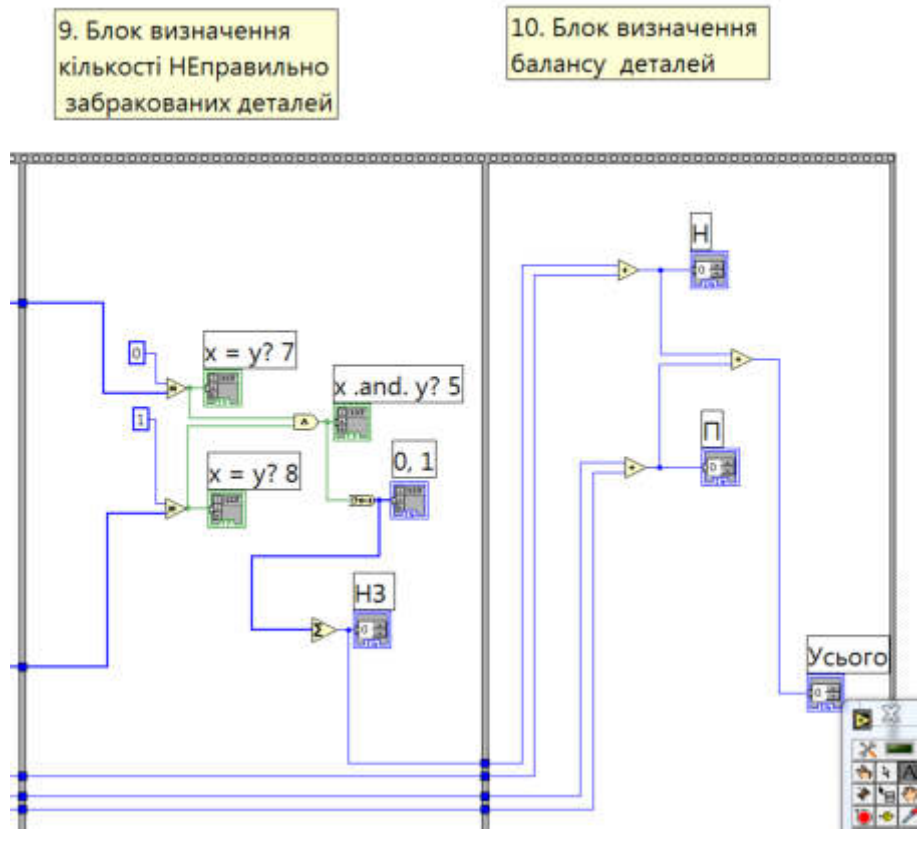 9. Блок визначення
кількості НЕправильно
забракованих деталей
10. Блок визначення
балансу деталей
0
x = y? 7
x .and. y? 5
1
x = y? 8
0, 1
НЗ
Н
П
Усього